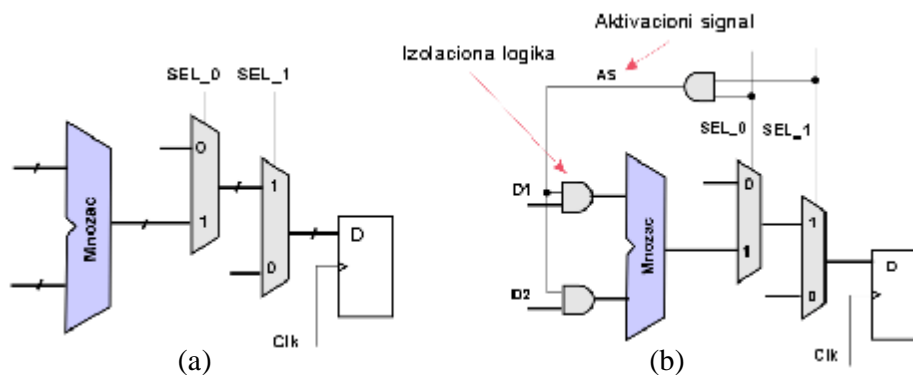 SEL_0
SEL_1
0
1
1
0
Mnozac
D
Clk
(a)
Aktivacioni signal
Izolaciona logika
AS
SEL_0
SEL_1
D1
D2
Mnozac
0
1
1
0
D
Clk
(b)